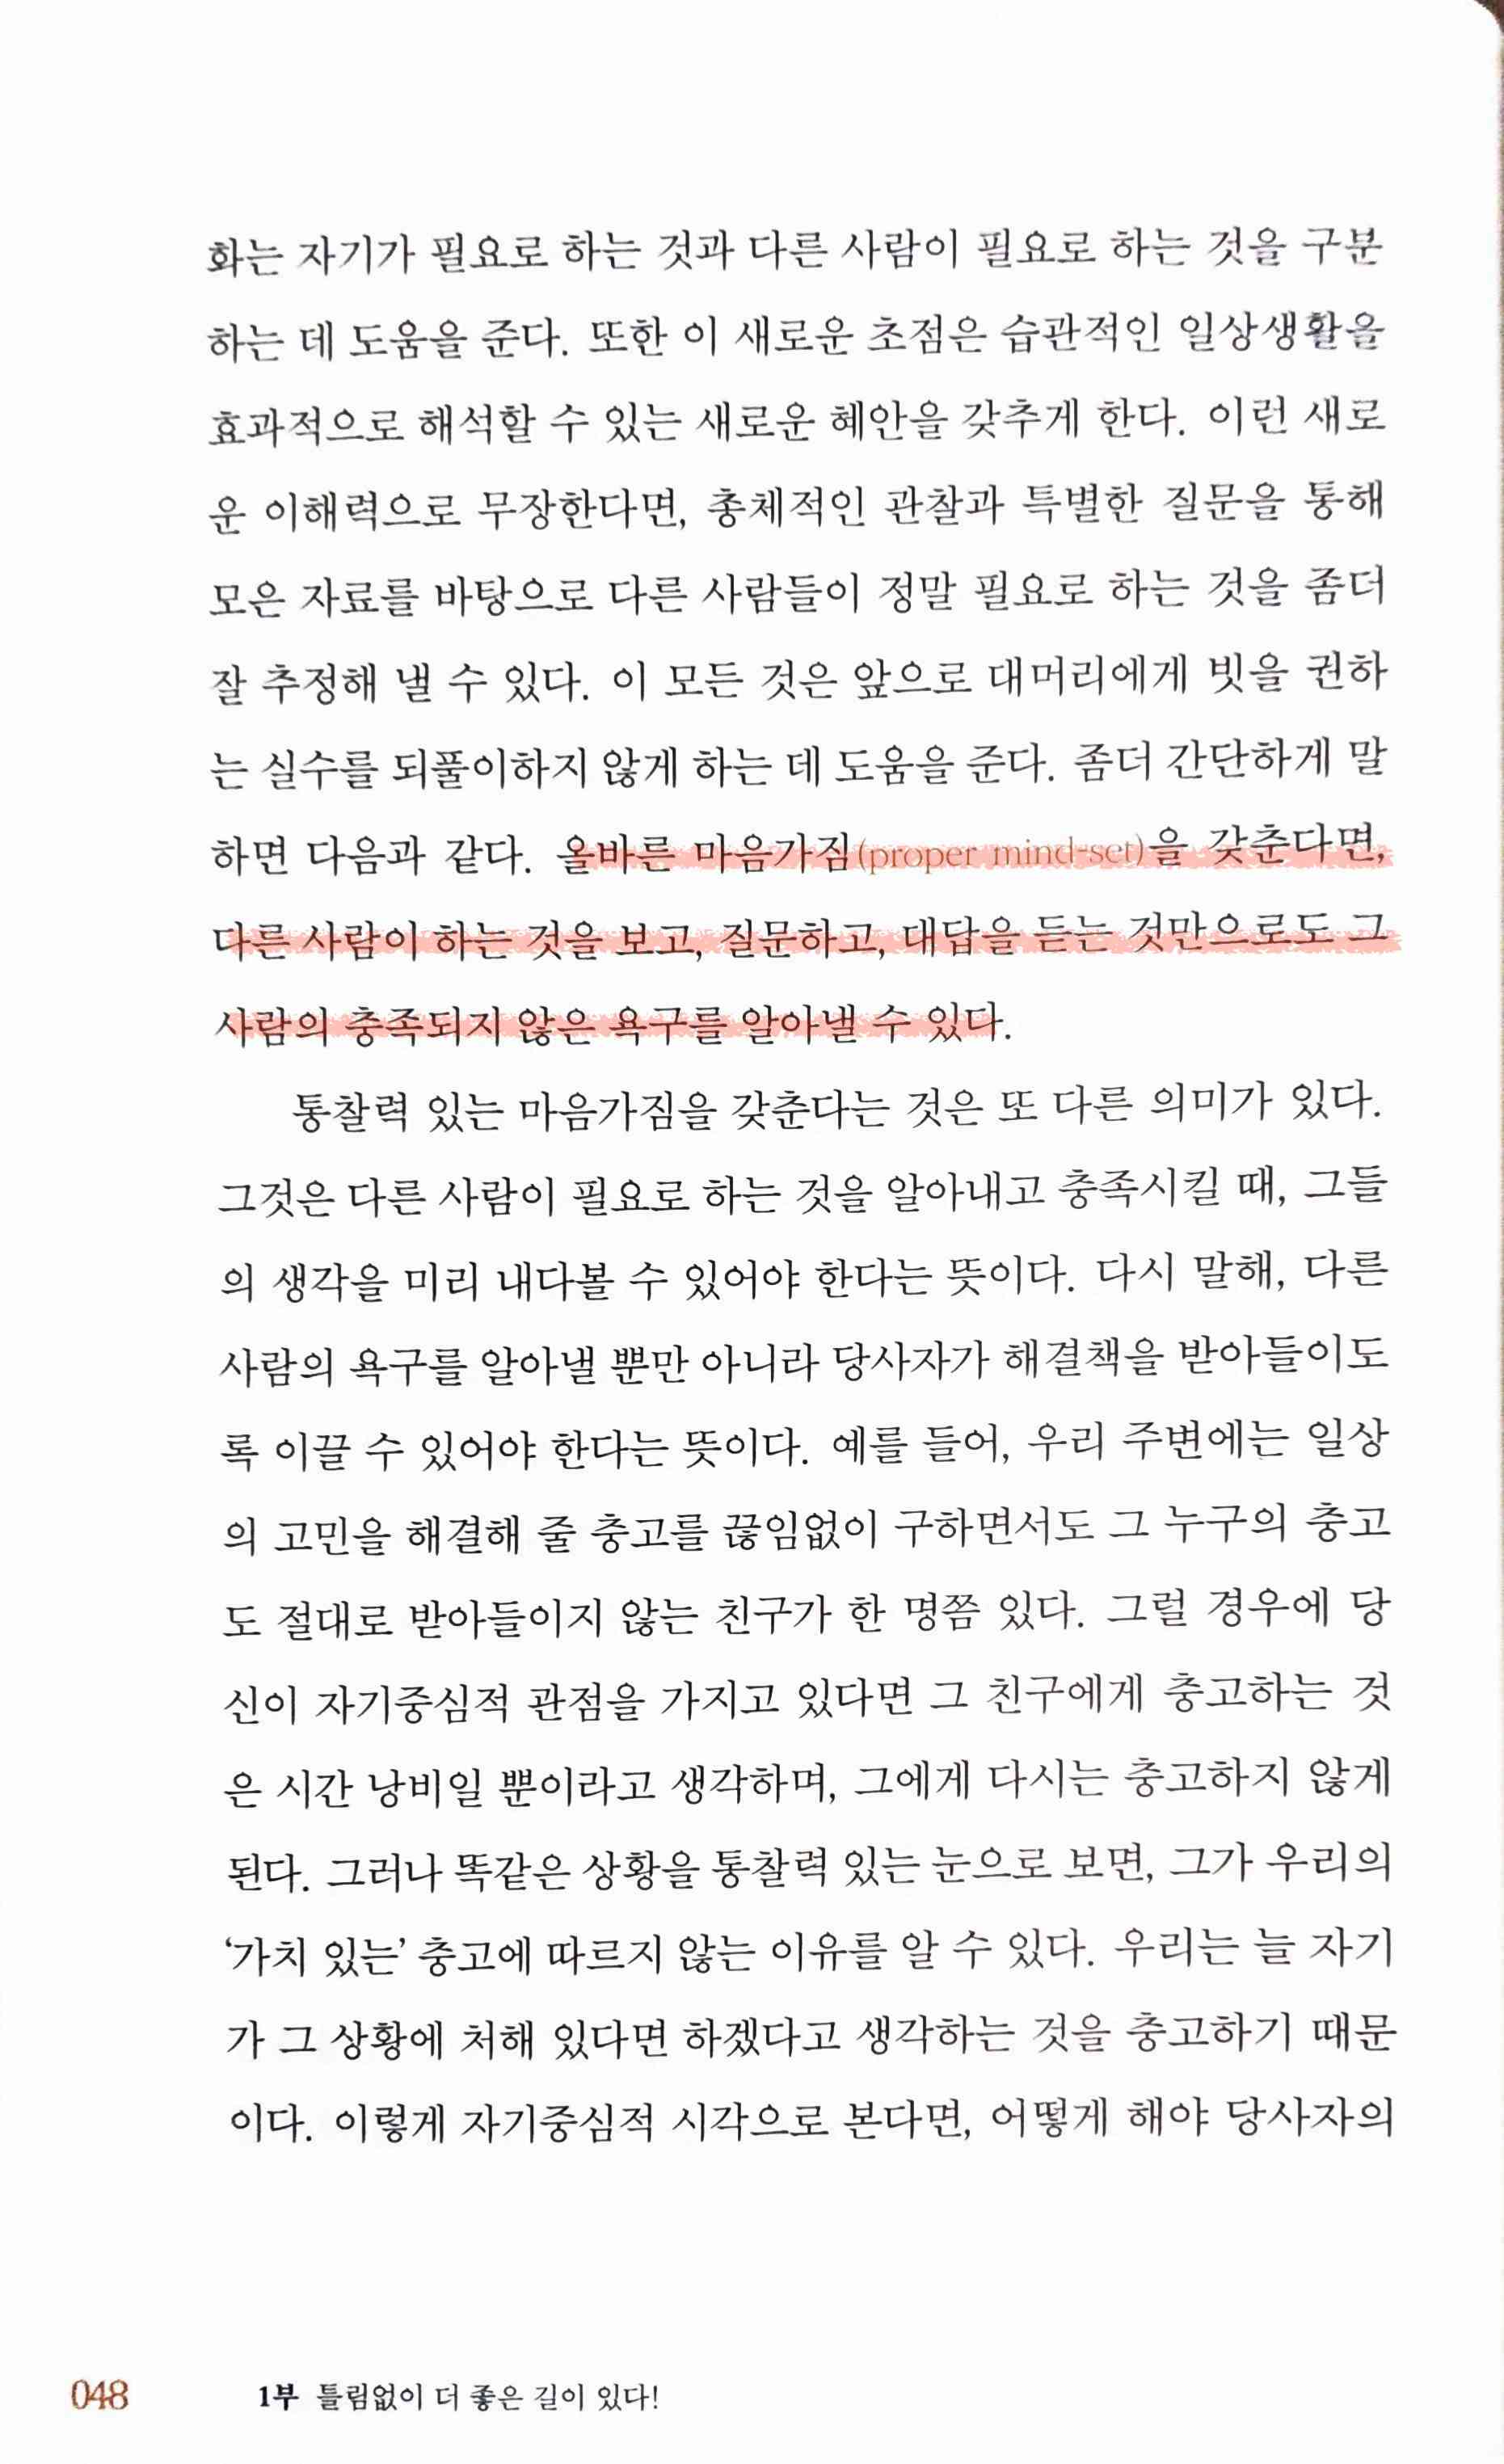 화는 자기가 필요로 하는 것과 다른 사람이 필요로 하는 것을 구분
하는 데 도움을 준다. 또한 이 새로운 초점은 습관적인 일상생활을
효과적으로 해석할 수 있는 새로운 혜안을 갖추게 한다. 이런 새로
운 이해력으로 무장한다면, 총체적인 관찰과 특별한 질문을 통해
모은 자료를 바탕으로 다른 사람들이 정말 필요로 하는 것을 좀더
잘 추정해 낼 수 있다. 이 모든 것은 앞으로 대머리에게 빗을 권하
는 실수를 되풀이하지 않게 하는 데 도움을 준다. 좀더 간단하게 말
하면 다음과 같다. 올바른 마음가짐(proper mind-set)을 갖춘다면,
다른 사람이 하는 것을 보고, 질문하고, 대답을 듣는 것만으로도 그
사람의 충족되지 않은 욕구를 알아낼 수 있다.
통찰력 있는 마음가짐을 갖춘다는 것은 또 다른 의미가 있다.
그것은 다른 사람이 필요로 하는 것을 알아내고 충족시킬 때, 그들
의 생각을 미리 내다볼 수 있어야 한다는 뜻이다. 다시 말해, 다른
사람의 욕구를 알아낼 뿐만 아니라 당사자가 해결책을 받아들이도
록 이끌 수 있어야 한다는 뜻이다. 예를 들어, 우리 주변에는 일상
의 고민을 해결해 줄 충고를 끊임없이 구하면서도 그 누구의 충고
도 절대로 받아들이지 않는 친구가 한 명쯤 있다. 그럴 경우에 당
신이 자기중심적 관점을 가지고 있다면 그 친구에게 충고하는 것
은 시간 낭비일 뿐이라고 생각하며, 그에게 다시는 충고하지 않게
된다. 그러나 똑같은 상황을 통찰력 있는 눈으로 보면, 그가 우리의
‘가치 있는’ 충고에 따르지 않는 이유를 알 수 있다. 우리는 늘 자기
가 그 상황에 처해 있다면 하겠다고 생각하는 것을 충고하기 때문
이다. 이렇게 자기중심적 시각으로 본다면, 어떻게 해야 당사자의
048 1부 틀림없이 더 좋은 길이 있다!